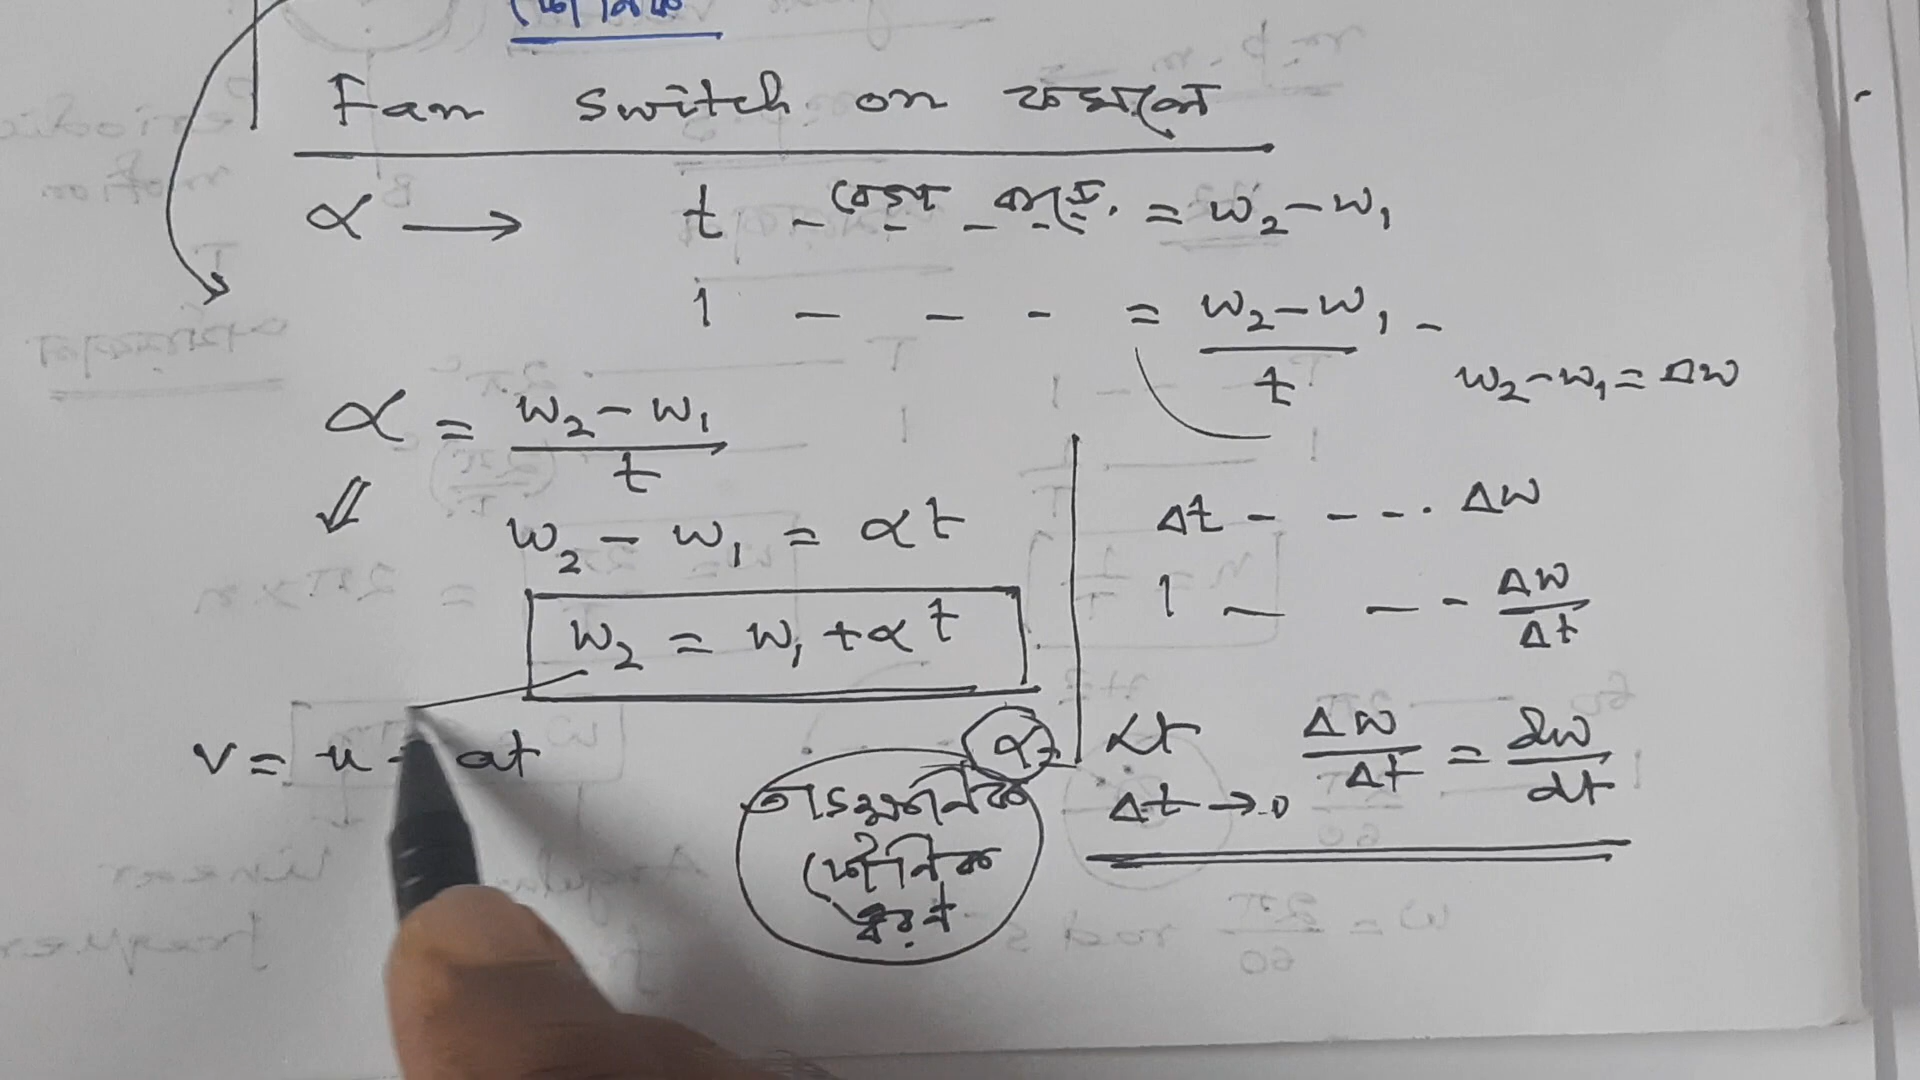 Fan switch on করলে
α → t - - - - = ω₂ - ω₁
1 - - - = (ω₂ - ω₁)/t
ω₂ - ω₁ = Δω
α = (ω₂ - ω₁)/t
ω₂ - ω₁ = αt
ω₂ = ω₁ + αt
v = u + at
Δt - - - - . Δω
1 - - - Δω/Δt
Lt Δt → 0 Δω/Δt = dω/dt
α
তাৎক্ষণিক
কৌণিক
ত্বরণ